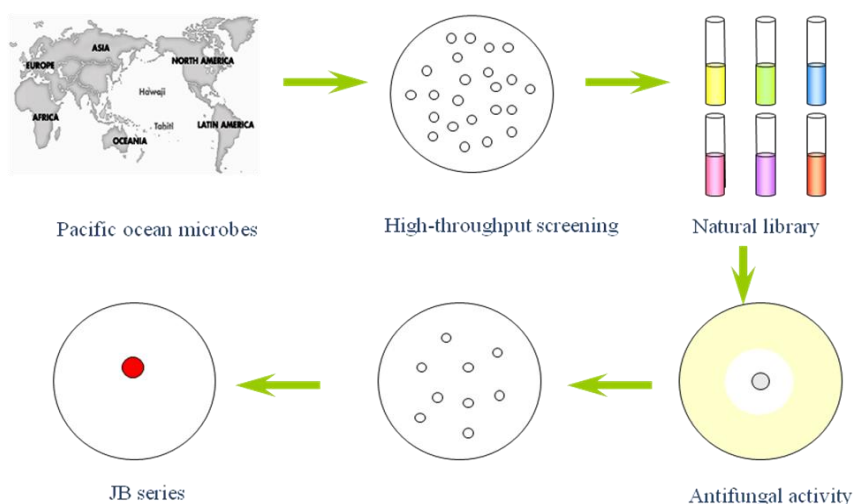 ASIA
EUROPE
NORTH AMERICA
Hawaii
AFRICA
Tahiti
LATIN AMERICA
OCEANIA
Pacific ocean microbes
High-throughput screening
Natural library
JB series
Antifungal activity